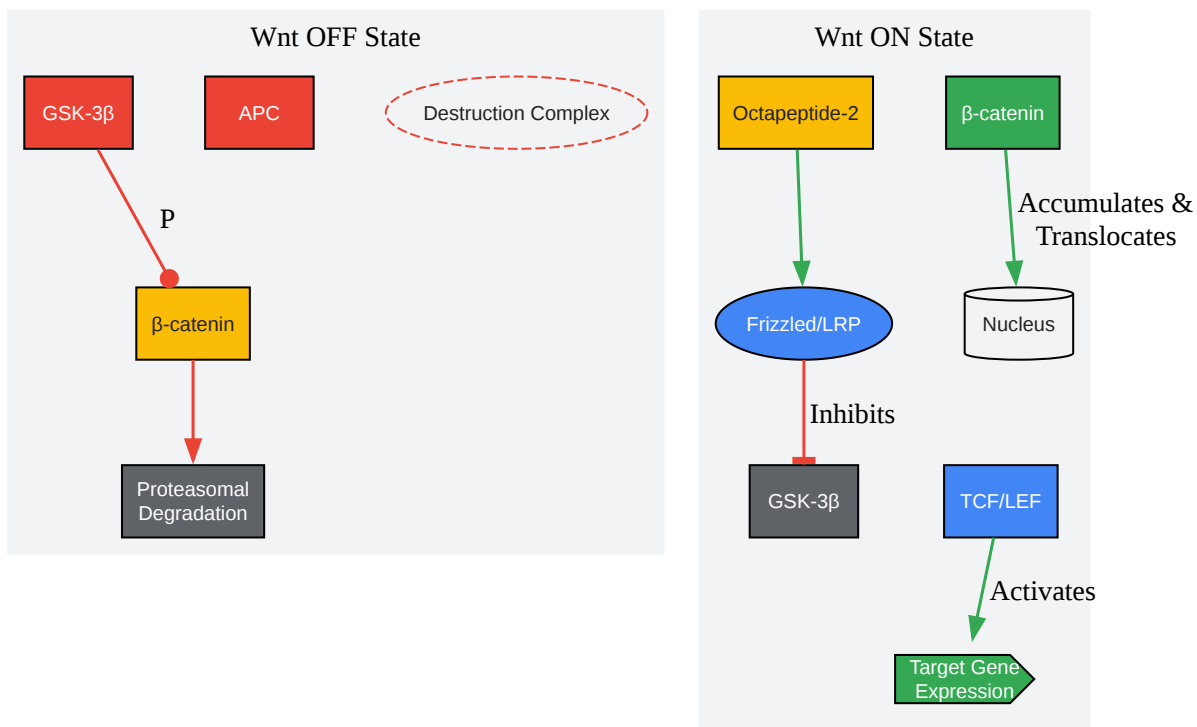 Wnt OFF State
GSK-3β
APC
Destruction Complex
P
β-catenin
Proteasomal
Degradation
Wnt ON State
Octapeptide-2
β-catenin
Accumulates &
Translocates
Frizzled/LRP
Nucleus
Inhibits
GSK-3β
TCF/LEF
Activates
Target Gene
Expression